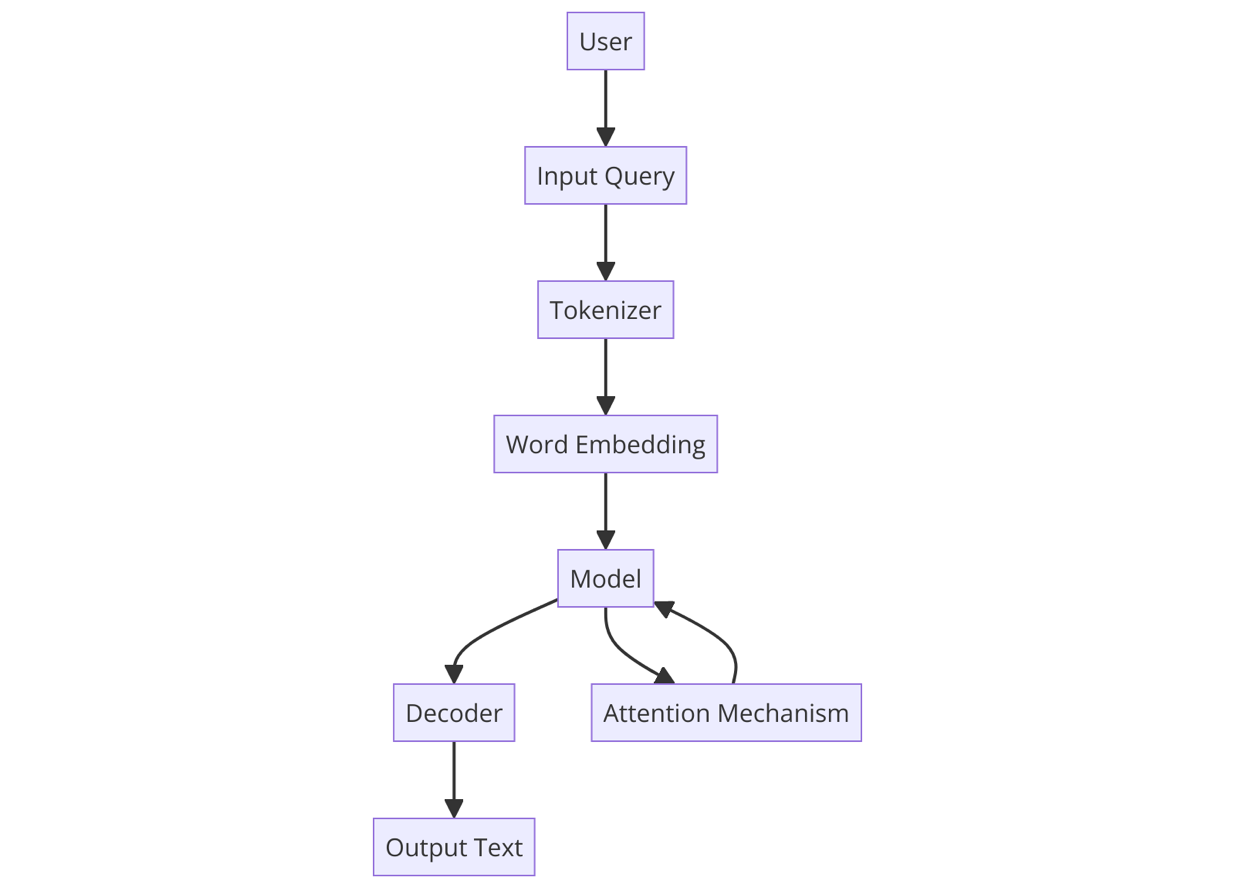 User
Input Query
Tokenizer
Word Embedding
Model
Decoder
Attention Mechanism
Output Text